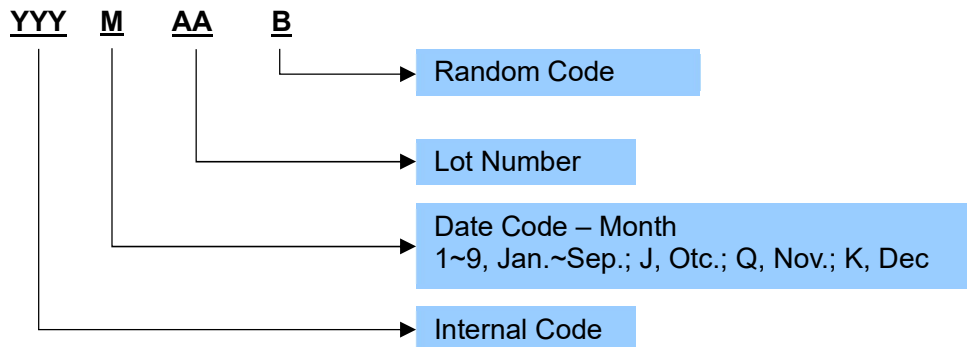 YYY M AA B
Random Code
Lot Number
Date Code – Month
1~9, Jan.~Sep.; J, Otc.; Q, Nov.; K, Dec
Internal Code